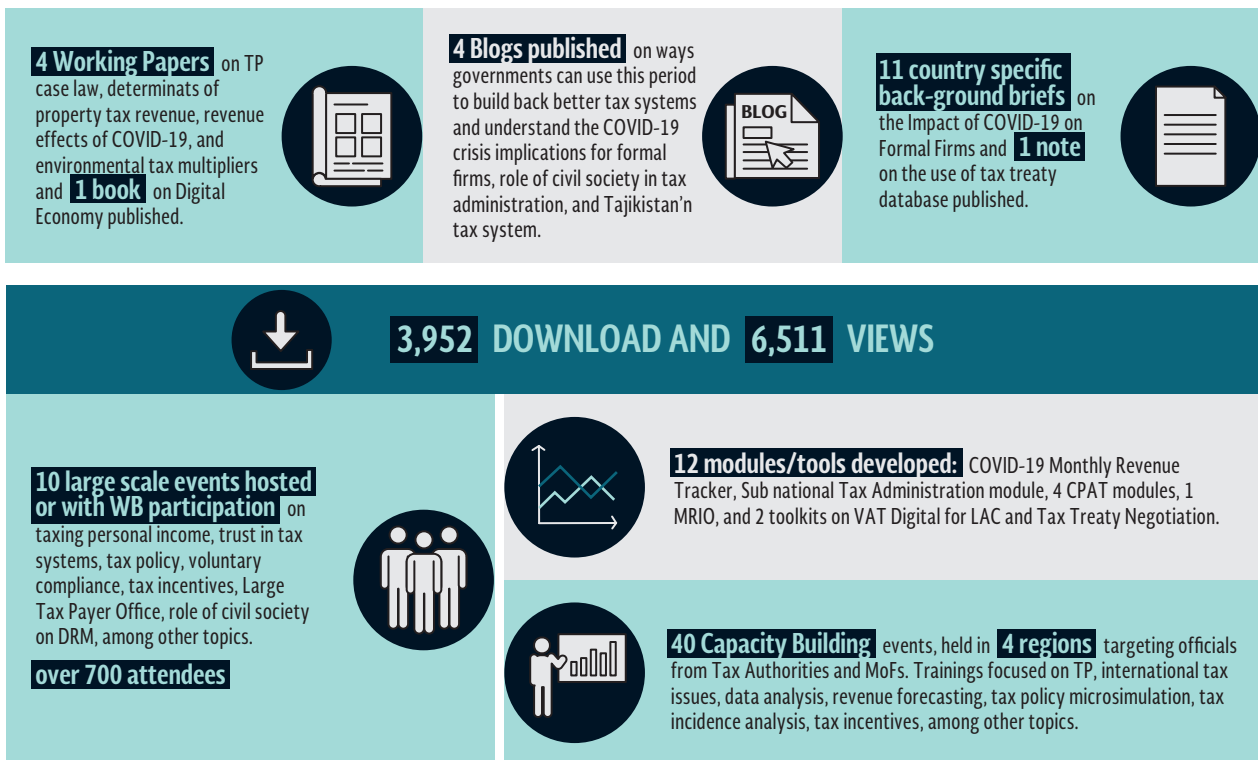 4 Working Papers on TP
case law, determinats of
property tax revenue, revenue
effects of COVID-19, and
environmental tax multipliers
and 1 book on Digital
Economy published.
4 Blogs published on ways
governments can use this period
to build back better tax systems
and understand the COVID-19
crisis implications for formal
firms, role of civil society in tax
administration, and Tajikistan'n
tax system.
BLOG
11 country specific
back-ground briefs on
the Impact of COVID-19 on
Formal Firms and 1 note
on the use of tax treaty
database published.
3,952 DOWNLOAD AND 6,511 VIEWS
10 large scale events hosted
or with WB participation on
taxing personal income, trust in tax
systems, tax policy, voluntary
compliance, tax incentives, Large
Tax Payer Office, role of civil society
on DRM, among other topics.
over 700 attendees
12 modules/tools developed: COVID-19 Monthly Revenue
Tracker, Sub national Tax Administration module, 4 CPAT modules, 1
MRIO, and 2 toolkits on VAT Digital for LAC and Tax Treaty Negotiation.
40 Capacity Building events, held in 4 regions targeting officials
from Tax Authorities and MoFs. Trainings focused on TP, international tax
issues, data analysis, revenue forecasting, tax policy microsimulation, tax
incidence analysis, tax incentives, among other topics.